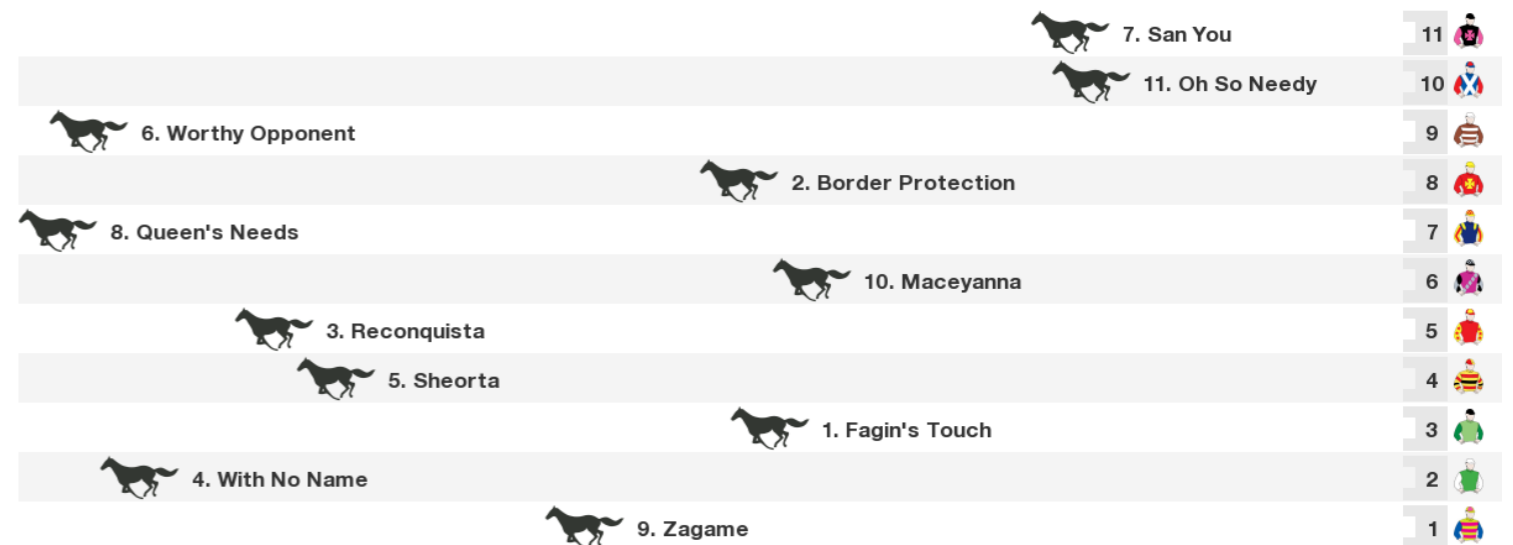 7. San You 11
11. Oh So Needy 10
6. Worthy Opponent 9
2. Border Protection 8
8. Queen's Needs 7
10. Maceyanna 6
3. Reconquista 5
5. Sheorta 4
1. Fagin's Touch 3
4. With No Name 2
9. Zagame 1